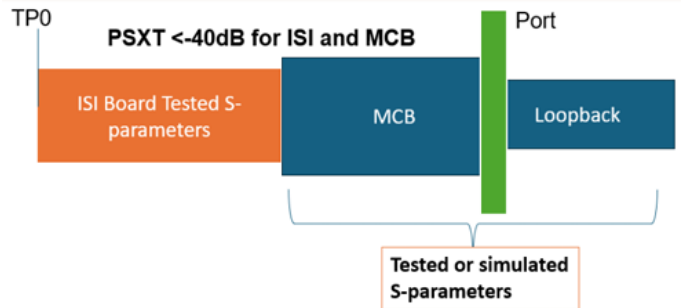 TP0
PSXT <-40dB for ISI and MCB
Port
ISI Board Tested S-
parameters
MCB
Loopback
Tested or simulated
S-parameters